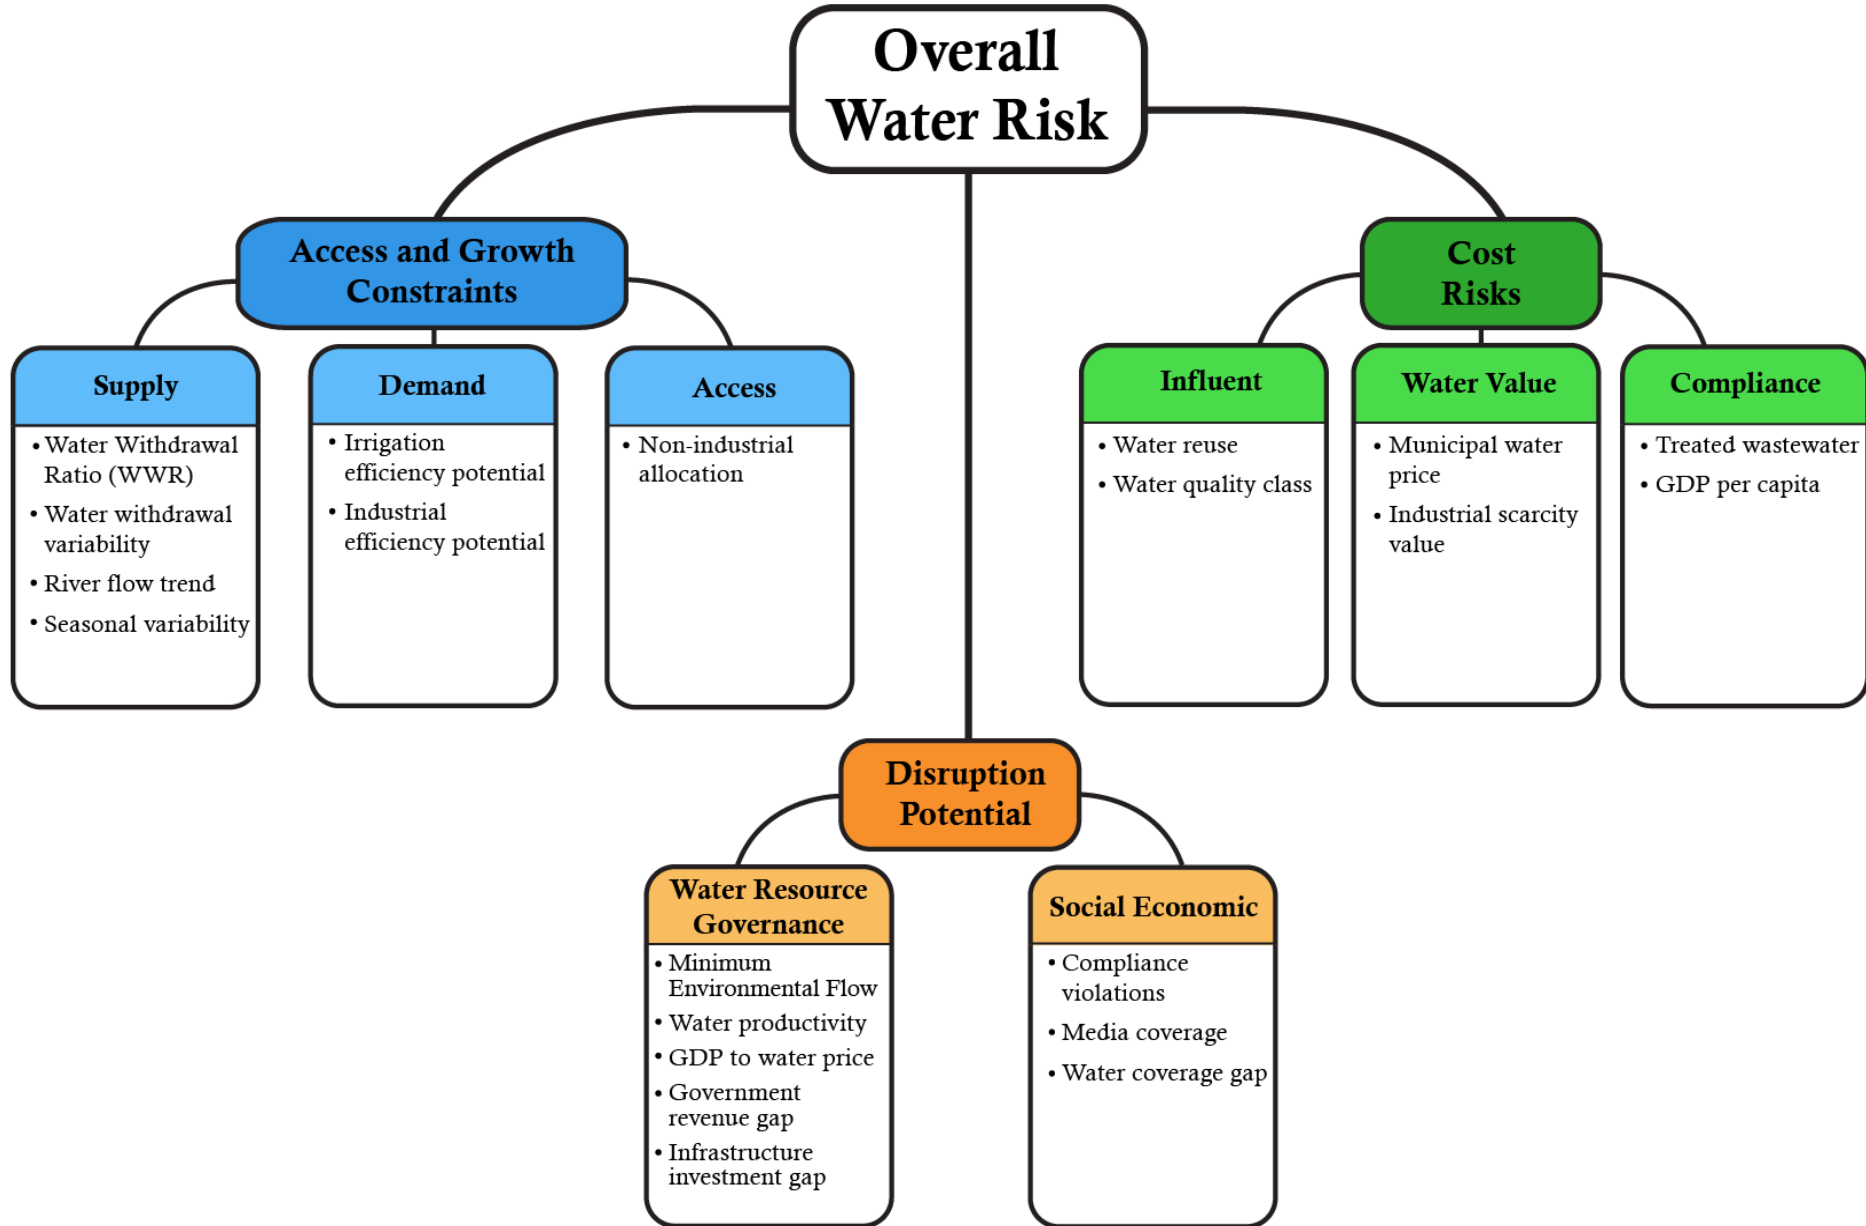 Overall
Water Risk
Access and Growth
Constraints
Supply
• Water Withdrawal
Ratio (WWR)
• Water withdrawal
variability
• River flow trend
• Seasonal variability
Demand
• Irrigation
efficiency potential
• Industrial
efficiency potential
Access
• Non-industrial
allocation
Cost
Risks
Influent
• Water reuse
• Water quality class
Water Value
• Municipal water
price
• Industrial scarcity
value
Compliance
• Treated wastewater
• GDP per capita
Disruption
Potential
Water Resource
Governance
• Minimum
Environmental Flow
• Water productivity
• GDP to water price
• Government
revenue gap
• Infrastructure
investment gap
Social Economic
• Compliance
violations
• Media coverage
• Water coverage gap